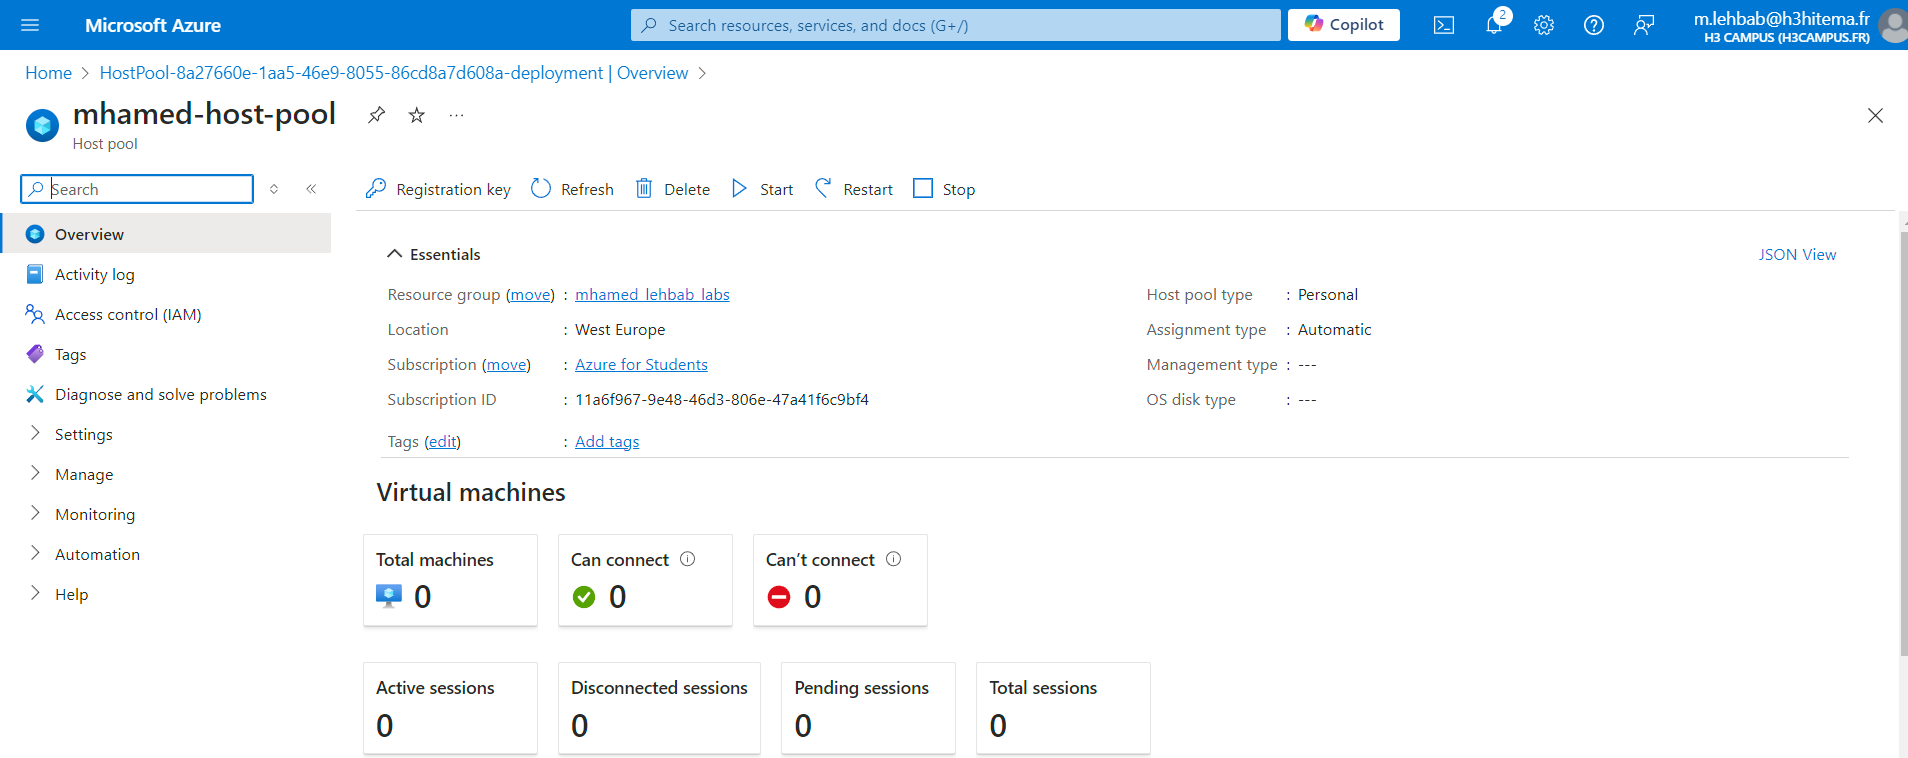 Microsoft Azure
Search resources, services, and docs (G+/)
Copilot
2
m.lehbab@h3hitema.fr
H3 CAMPUS (H3CAMPUS.FR)
Home > HostPool-8a27660e-1aa5-46e9-8055-86cd8a7d608a-deployment | Overview >
mhamed-host-pool
Host pool
Search
Registration key
Refresh
Delete
Start
Restart
Stop
Overview
Activity log
Access control (IAM)
Tags
Diagnose and solve problems
Settings
Manage
Monitoring
Automation
Help
Essentials
JSON View
Resource group (move) : mhamed_lehbab_labs
Location : West Europe
Subscription (move) : Azure for Students
Subscription ID : 11a6f967-9e48-46d3-806e-47a41f6c9bf4
Tags (edit) : Add tags
Host pool type : Personal
Assignment type : Automatic
Management type : ---
OS disk type : ---
Virtual machines
Total machines
0
Can connect
0
Can't connect
0
Active sessions
0
Disconnected sessions
0
Pending sessions
0
Total sessions
0